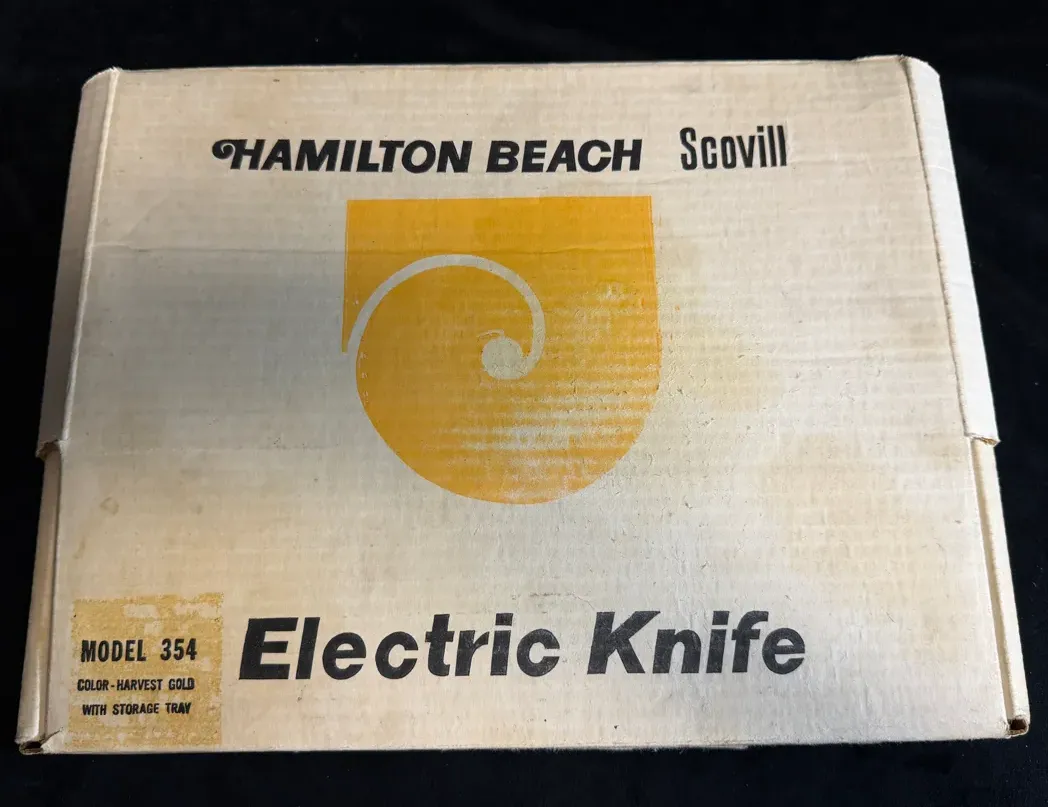 HAMILTON BEACH Scovill
Electric Knife
MODEL 354
COLOR-HARVEST GOLD
WITH STORAGE TRAY